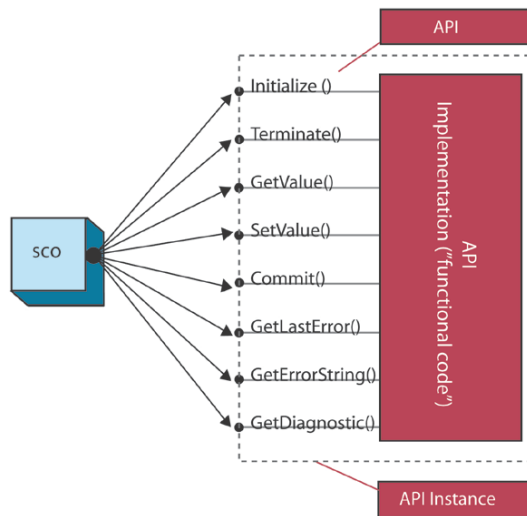 API
Initialize ()
Terminate()
GetValue()
SetValue()
Commit()
GetLastError()
GetErrorString()
GetDiagnostic()
SCO
API
Implementation ("functional code")
API Instance